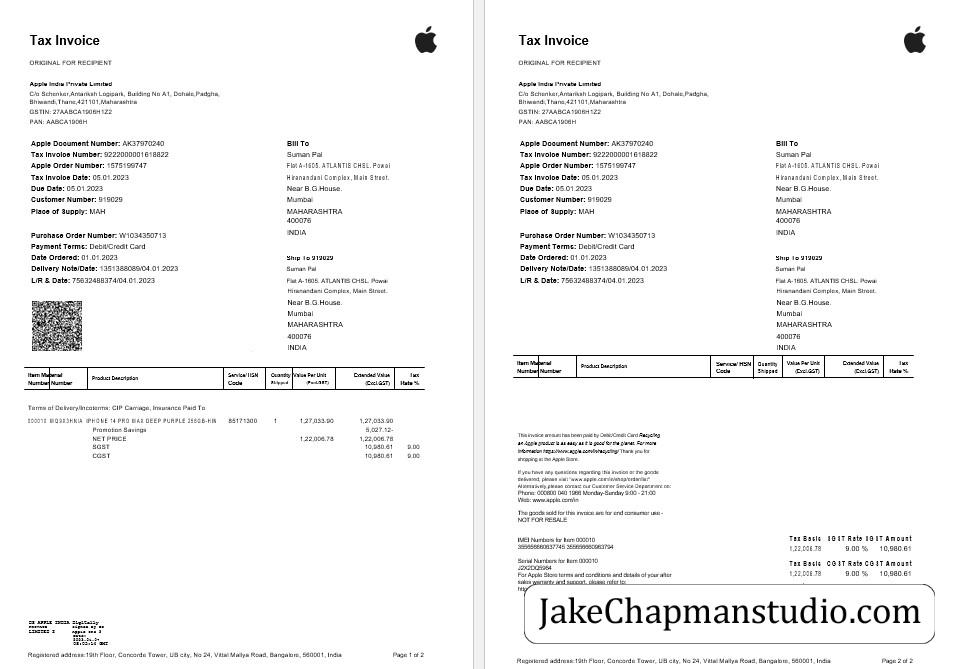 Tax Invoice
ORIGINAL FOR RECIPIENT
Apple India Private Limited
C/o Schenker,Antariksh Logipark, Building No A1, Dohale,Padgha,
Bhiwandi,Thane,421101,Maharashtra
GSTIN: 27AABCA1906H1Z2
PAN: AABCA1906H
Apple Document Number: AK37970240
Tax Invoice Number: 9222000001618822
Apple Order Number: 1575199747
Tax Invoice Date: 05.01.2023
Due Date: 05.01.2023
Customer Number: 919029
Place of Supply: MAH
Purchase Order Number: W1034350713
Payment Terms: Debit/Credit Card
Date Ordered: 01.01.2023
Delivery Note/Date: 1351388089/04.01.2023
L/R & Date: 75632488374/04.01.2023
Bill To
Suman Pal
Flat A-1605. ATLANTIS CHSL. Powai
Hiranandani Complex, Main Street.
Near B.G.House.
Mumbai
MAHARASHTRA
400076
INDIA
Ship To 919029
Suman Pal
Flat A-1605. ATLANTIS CHSL. Powai
Hiranandani Complex, Main Street.
Near B.G.House.
Mumbai
MAHARASHTRA
400076
INDIA
Item Material Product Description Service/ HSN Quantity Value Per Unit Extended Value Tax
Number Number Code Shipped (Excl.GST) (Excl.GST) Rate %
Terms of Delivery/Incoterms: CIP Carriage, Insurance Paid To
000010 MQ9X3HN/A IPHONE 14 PRO MAX DEEP PURPLE 256GB-HIN 85171300 1 1,27,033.90 1,27,033.90
Promotion Savings 5,027.12-
NET PRICE 1,22,006.78 1,22,006.78
SGST 10,980.61 9.00
CGST 10,980.61 9.00
Registered address:19th Floor, Concorde Tower, UB city, No 24, Vittal Mallya Road, Bangalore, 560001, India Page 1 of 2
Tax Invoice
ORIGINAL FOR RECIPIENT
Apple India Private Limited
C/o Schenker,Antariksh Logipark, Building No A1, Dohale,Padgha,
Bhiwandi,Thane,421101,Maharashtra
GSTIN: 27AABCA1906H1Z2
PAN: AABCA1906H
Apple Document Number: AK37970240
Tax Invoice Number: 9222000001618822
Apple Order Number: 1575199747
Tax Invoice Date: 05.01.2023
Due Date: 05.01.2023
Customer Number: 919029
Place of Supply: MAH
Purchase Order Number: W1034350713
Payment Terms: Debit/Credit Card
Date Ordered: 01.01.2023
Delivery Note/Date: 1351388089/04.01.2023
L/R & Date: 75632488374/04.01.2023
Bill To
Suman Pal
Flat A-1605. ATLANTIS CHSL. Powai
Hiranandani Complex, Main Street.
Near B.G.House.
Mumbai
MAHARASHTRA
400076
INDIA
Ship To 919029
Suman Pal
Flat A-1605. ATLANTIS CHSL. Powai
Hiranandani Complex, Main Street.
Near B.G.House.
Mumbai
MAHARASHTRA
400076
INDIA
Item Material Product Description Service/ HSN Quantity Value Per Unit Extended Value Tax
Number Number Code Shipped (Excl.GST) (Excl.GST) Rate %
This invoice amount has been paid by Debit/Credit Card Recycling
an Apple product is as easy as it is good for the planet. For more
information https://www.apple.com/in/recycling/ Thank you for
shopping at the Apple Store.
If you have any questions regarding this invoice or the goods
delivered, please visit "www.apple.com/in/shop/order/list"
Alternatively,please contact our Customer Service Department on:
Phone: 000800 040 1966 Monday-Sunday 9:00 - 21:00
Web: www.apple.com/in
The goods sold for this invoice are for end consumer use -
NOT FOR RESALE
IMEI Numbers for Item 000010
355656660637745 355656660963794
Serial Numbers for Item 000010
J2X2DQ5964
For Apple Store terms and conditions and details of your after
sales warranty and support, please refer to:
Tax Basis SGST Rate SGST Amount
1,22,006.78 9.00 % 10,980.61
Tax Basis CGST Rate CGST Amount
1,22,006.78 9.00 % 10,980.61
JakeChapmanstudio.com
Registered address:19th Floor, Concorde Tower, UB city, No 24, Vittal Mallya Road, Bangalore, 560001, India Page 2 of 2